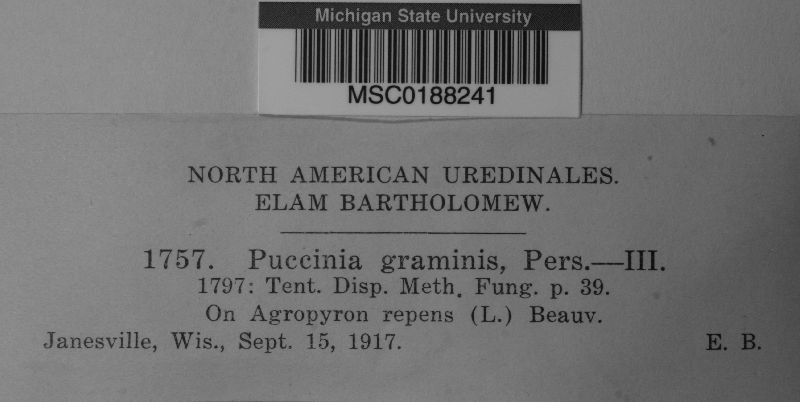 Michigan State University
MSC0188241
NORTH AMERICAN UREDINALES.
ELAM BARTHOLOMEW.
1757. Puccinia graminis, Pers.—III.
1797: Tent. Disp. Meth. Fung. p. 39.
On Agropyron repens (L.) Beauv.
Janesville, Wis., Sept. 15, 1917. E. B.